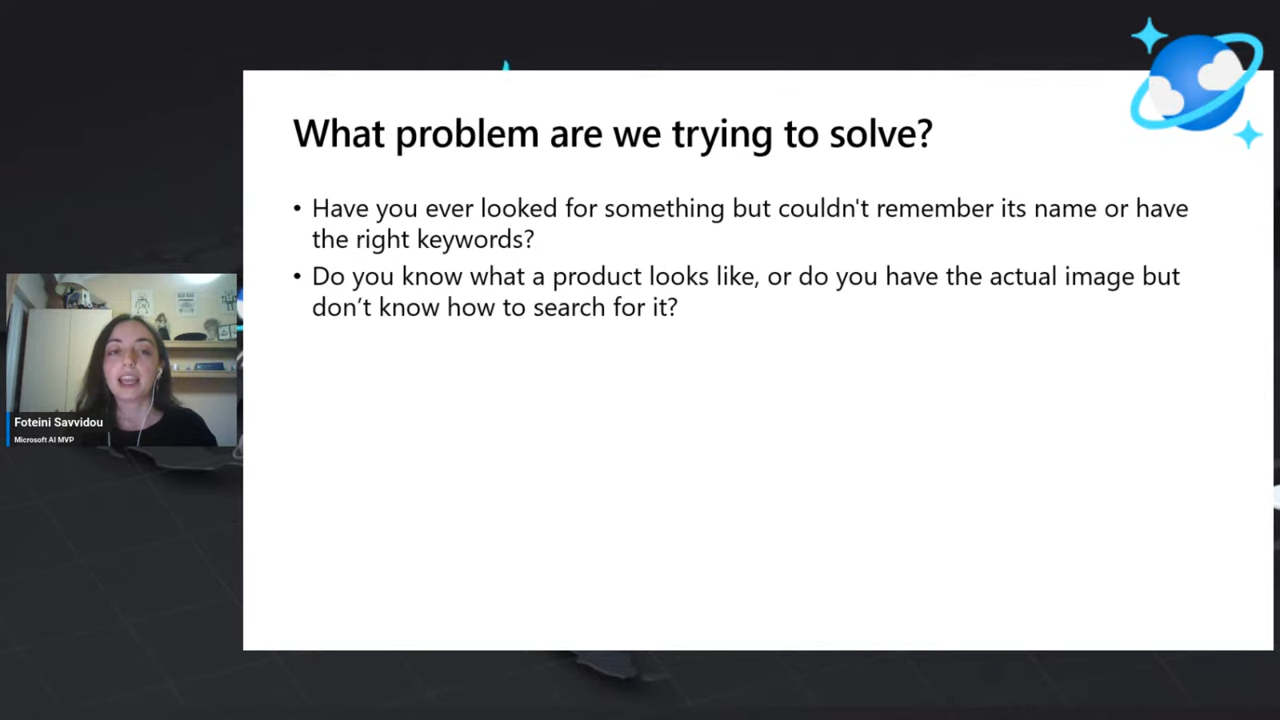 What problem are we trying to solve?
• Have you ever looked for something but couldn't remember its name or have
the right keywords?
• Do you know what a product looks like, or do you have the actual image but
don’t know how to search for it?
Foteini Savvidou
Microsoft AI MVP